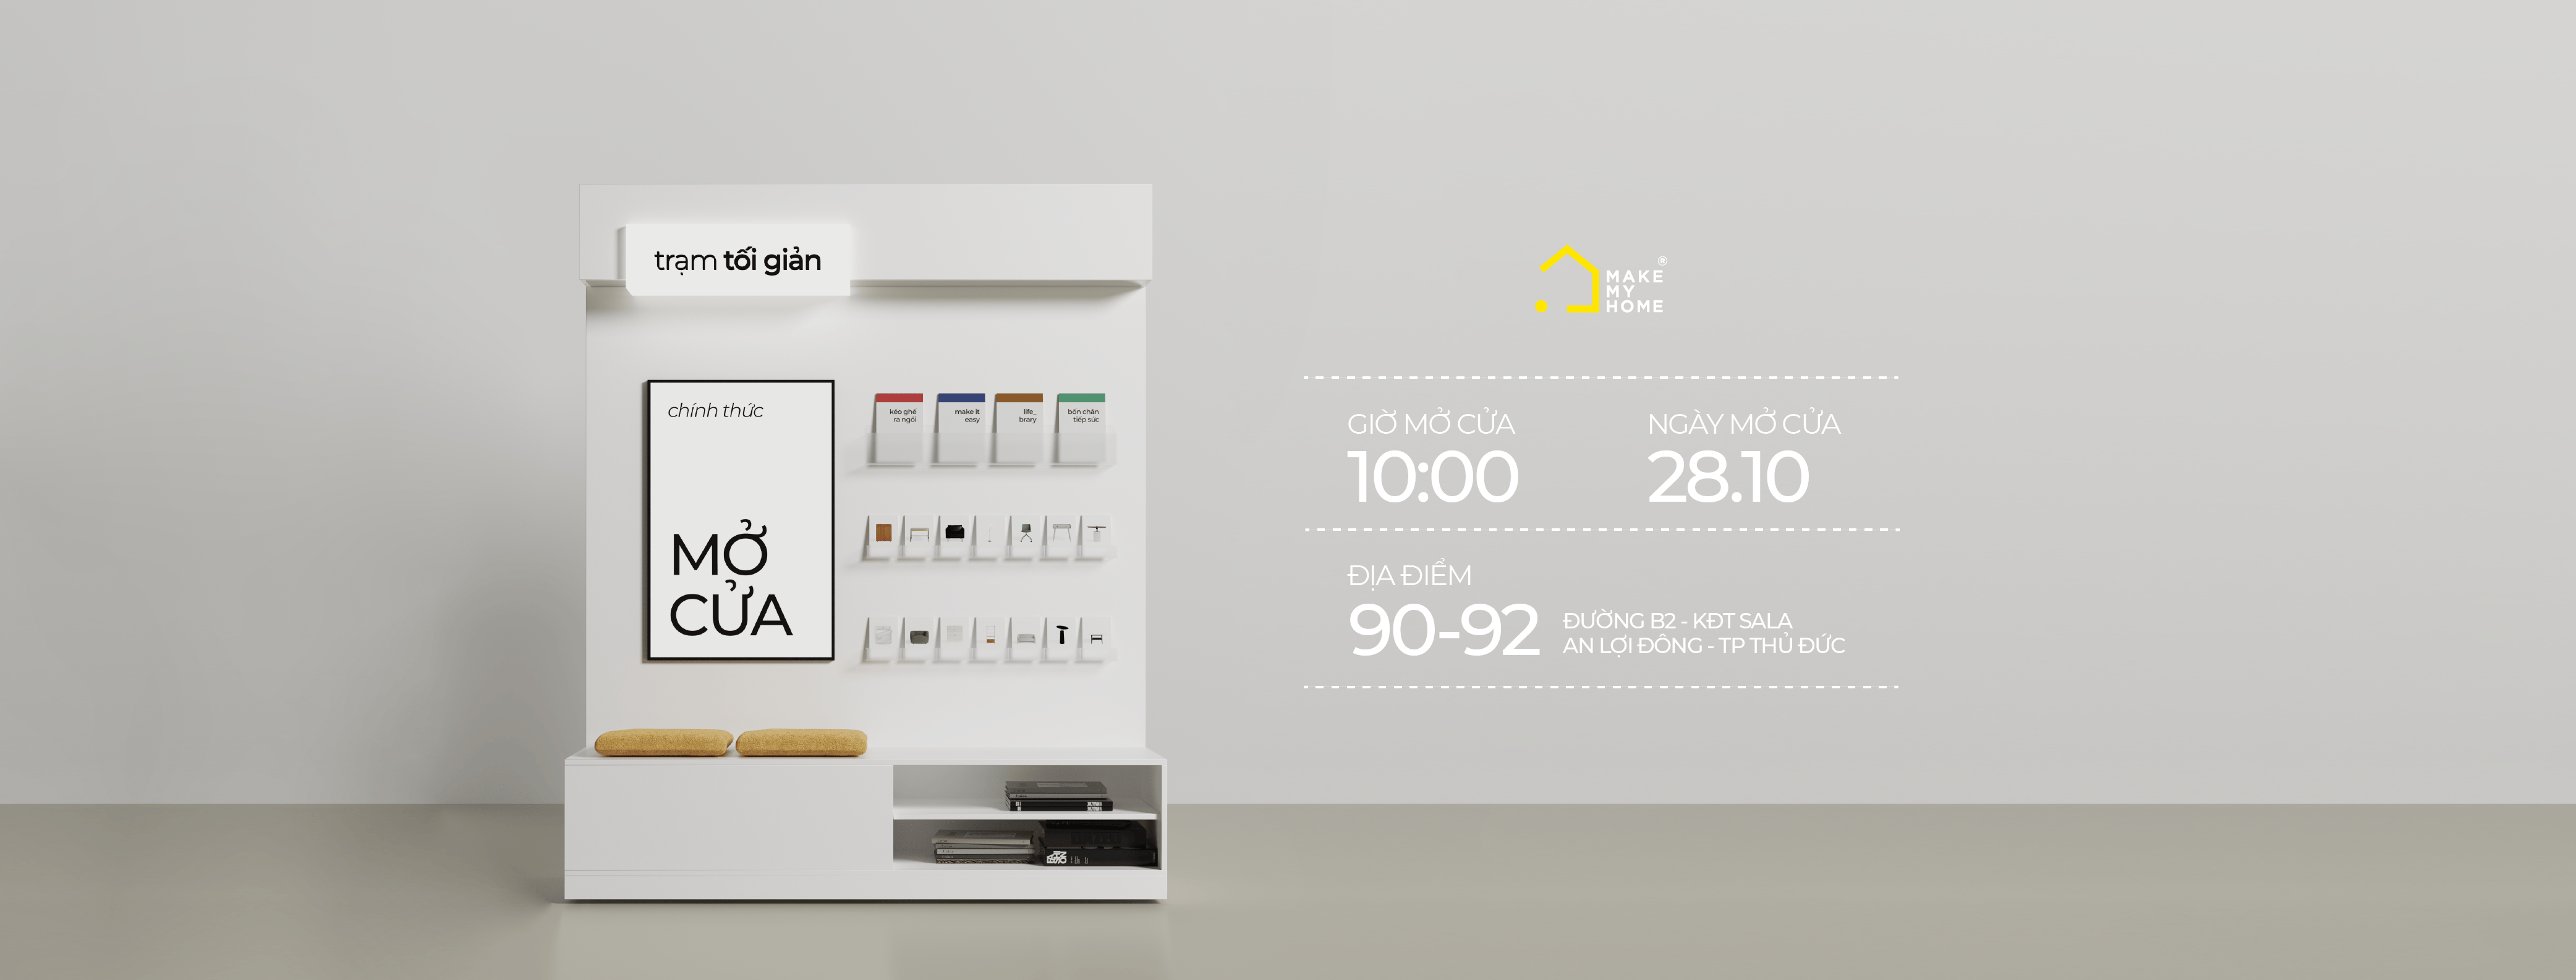 trạm tối giản
chính thức
MỞ
CỬA
kéo ghế
ra ngồi
make it
easy
life_
brary
bốn chân
tiếp sức
MAKE
MY
HOME
®
GIỜ MỞ CỬA
10:00
NGÀY MỞ CỬA
28.10
ĐỊA ĐIỂM
90-92
ĐƯỜNG B2 - KĐT SALA
AN LỢI ĐÔNG - TP THỦ ĐỨC